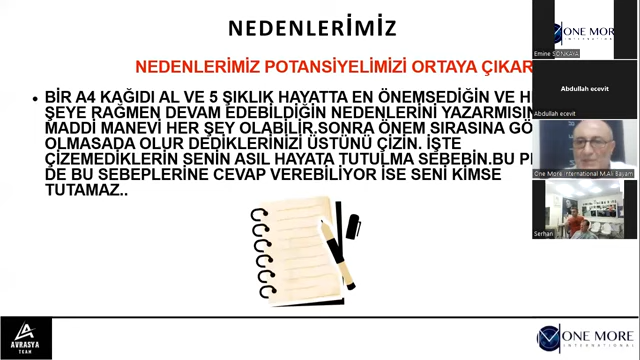 NEDENLERİMİZ
NEDENLERİMİZ POTANSİYELİMİZİ ORTAYA ÇIKAR
• BİR A4 KAĞIDI AL VE 5 ŞIKLIK HAYATTA EN ÖNEMSEDİĞİN VE H
ŞEYE RAĞMEN DEVAM EDEBİLDİĞİN NEDENLERİNİ YAZARMISIN
MADDİ MANEVİ HER ŞEY OLABİLİR.SONRA ÖNEM SIRASINA GÖ
OLMASADA OLUR DEDİKLERİNİZİ ÜSTÜNÜ ÇİZİN. İŞTE
ÇİZEMEDİKLERİN SENİN ASIL HAYATA TUTULMA SEBEBİN.BU P
DE BU SEBEPLERİNE CEVAP VEREBİLİYOR İSE SENİ KİMSE
TUTAMAZ..
ONE MORE
INTERNATIONAL
Emine SONKAYA
Abdullah ecevit
Abdullah ecevit
One More International M.Ali Bayam
Serhan
AVRASYA
TEAM
ONE MORE
INTERNATIONAL